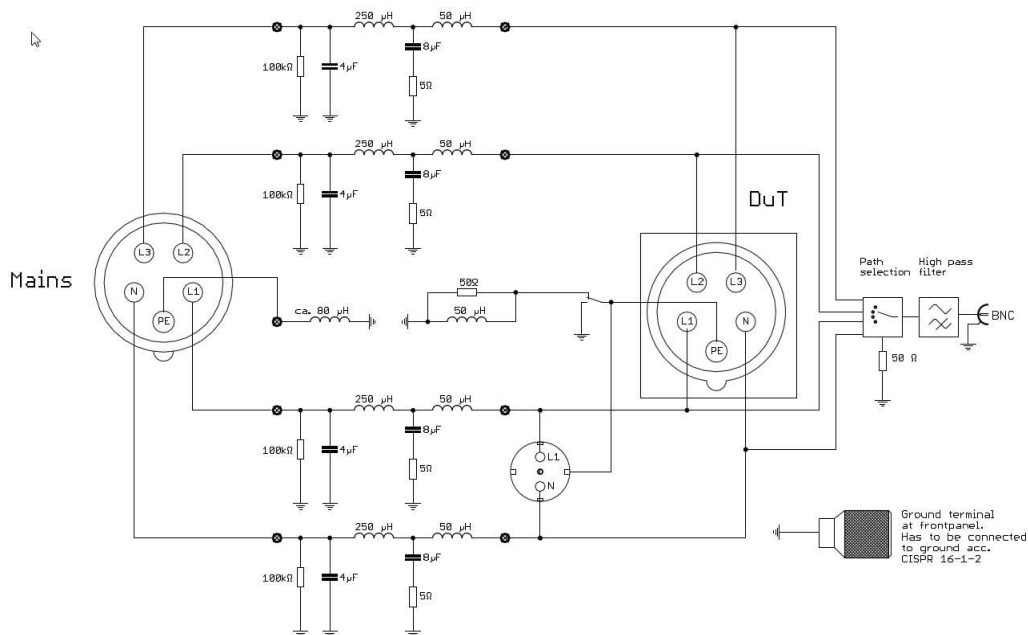 250 µH
50 µH
100kΩ
4µF
8µF
5Ω
250 µH
50 µH
100kΩ
4µF
8µF
5Ω
DuT
Mains
L3
L2
N
L1
PE
ca. 80 µH
50Ω
50 µH
L2
L3
L1
N
PE
Path
selection
High pass
filter
BNC
50 Ω
250 µH
50 µH
100kΩ
4µF
8µF
5Ω
L1
N
250 µH
50 µH
100kΩ
4µF
8µF
5Ω
Ground terminal
at frontpanel.
Has to be connected
to ground acc.
CISPR 16-1-2